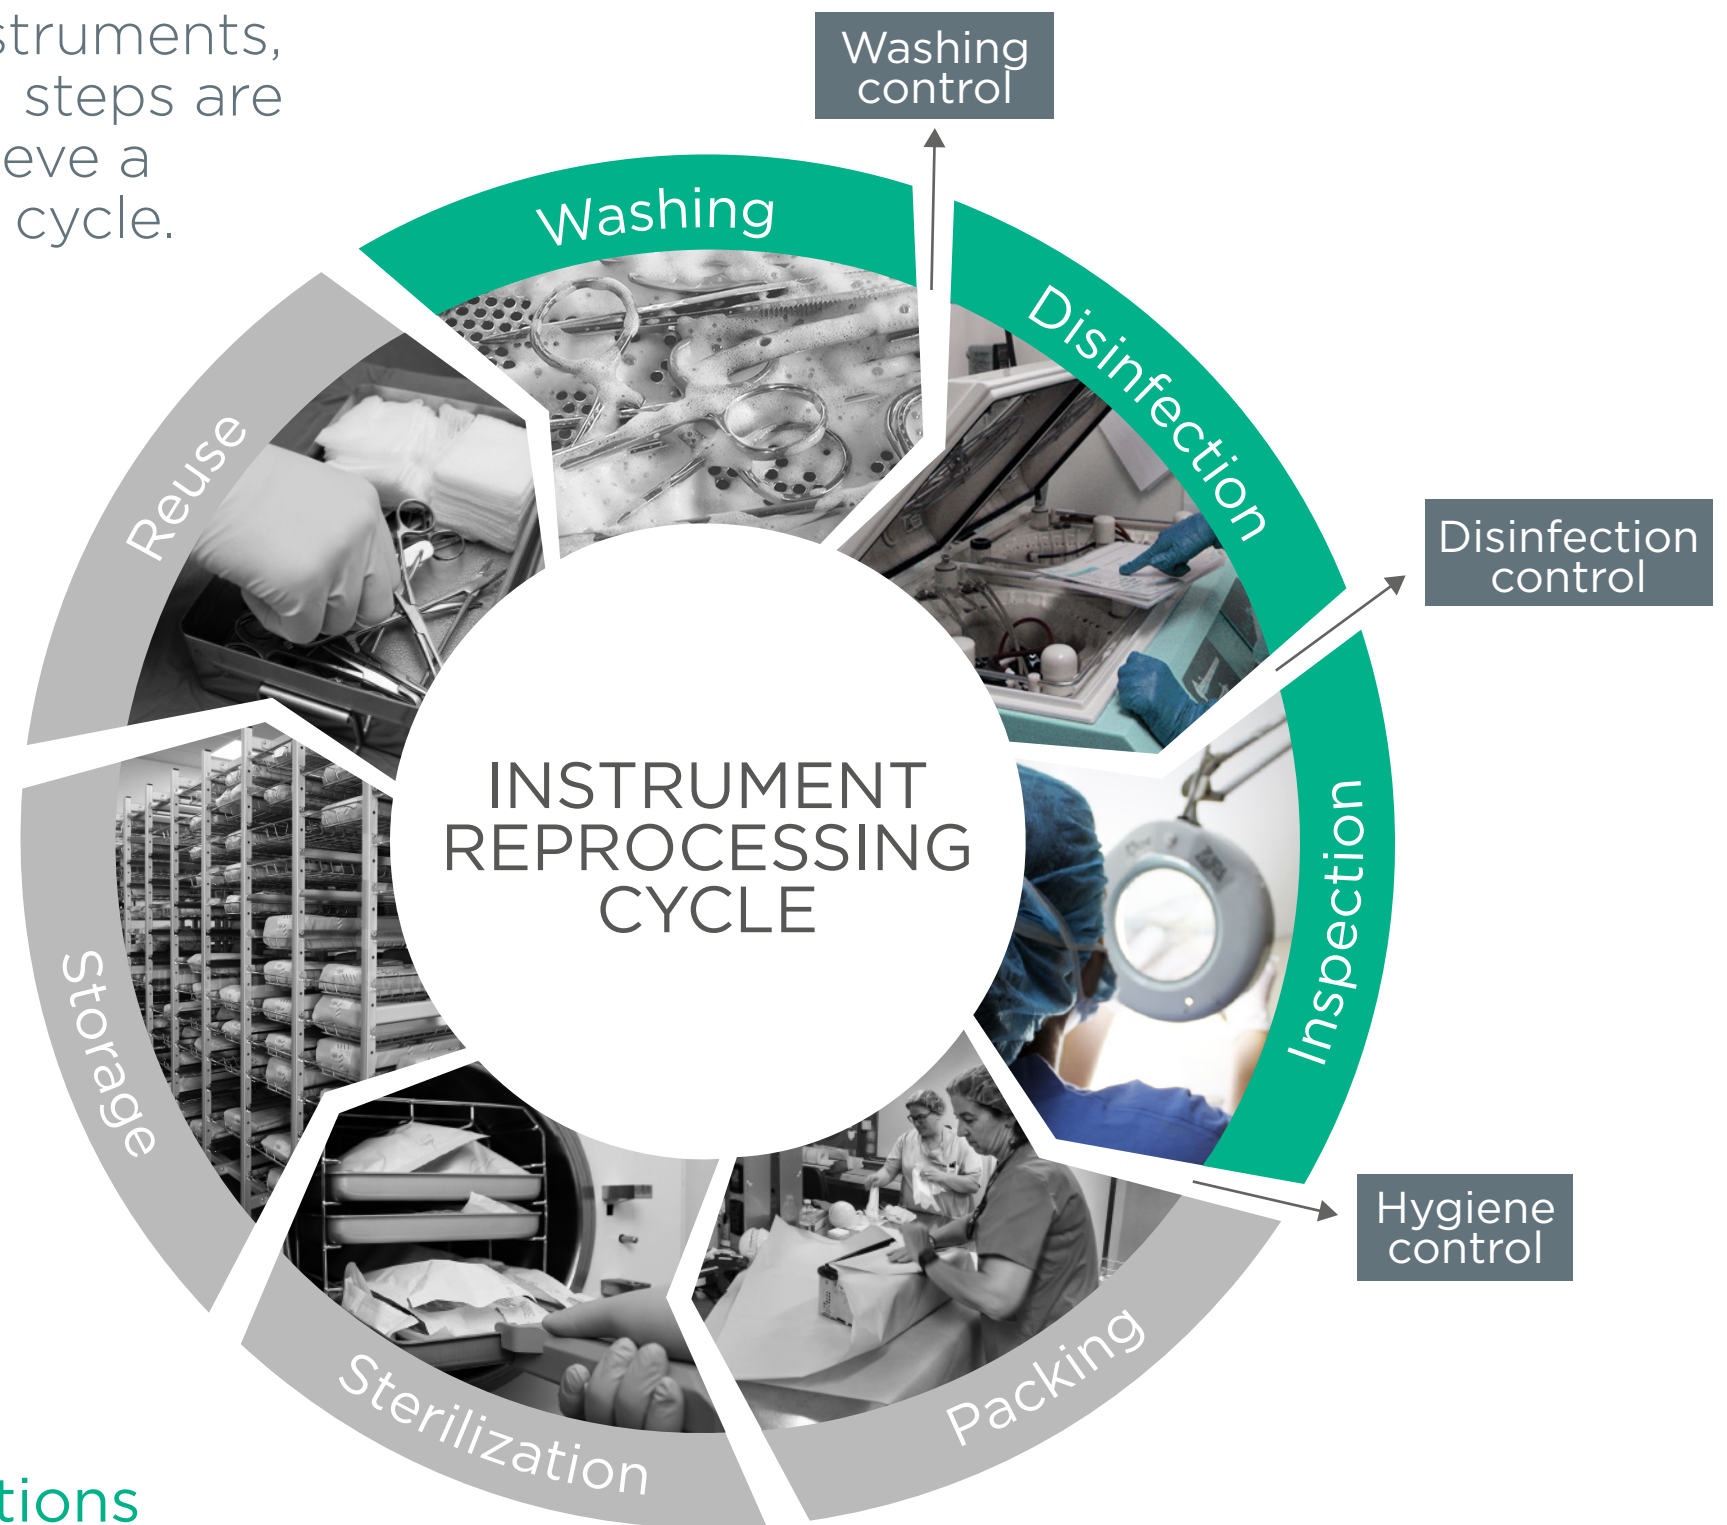 struments,
steps are
eve a
cycle.
Washing
control
Washing
Disinfection
Disinfection
control
Inspection
Hygiene
control
Packing
Sterilization
Storage
Reuse
INSTRUMENT
REPROCESSING
CYCLE
tions